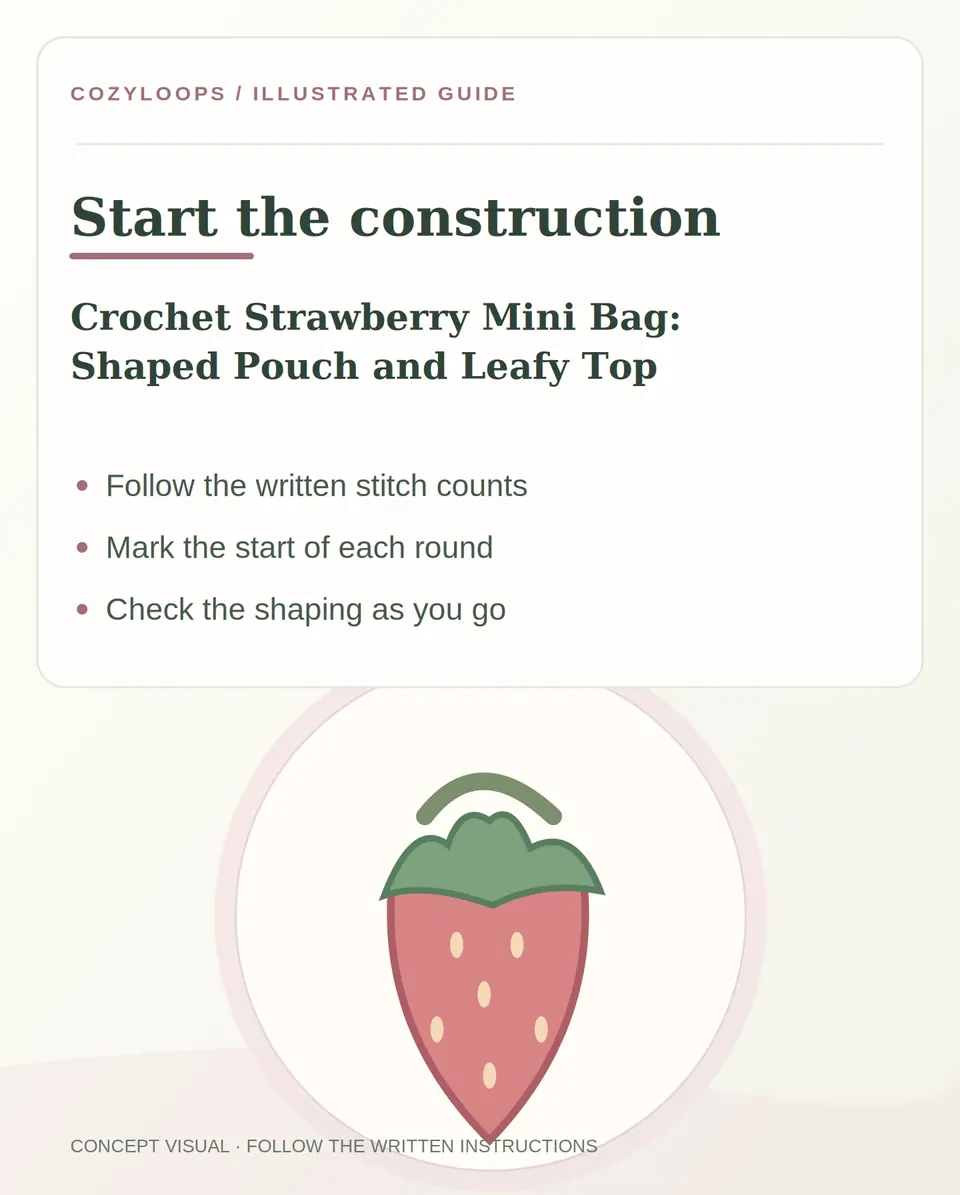 COZYLOOPS / ILLUSTRATED GUIDE
Start the construction
Crochet Strawberry Mini Bag:
Shaped Pouch and Leafy Top
• Follow the written stitch counts
• Mark the start of each round
• Check the shaping as you go
CONCEPT VISUAL · FOLLOW THE WRITTEN INSTRUCTIONS